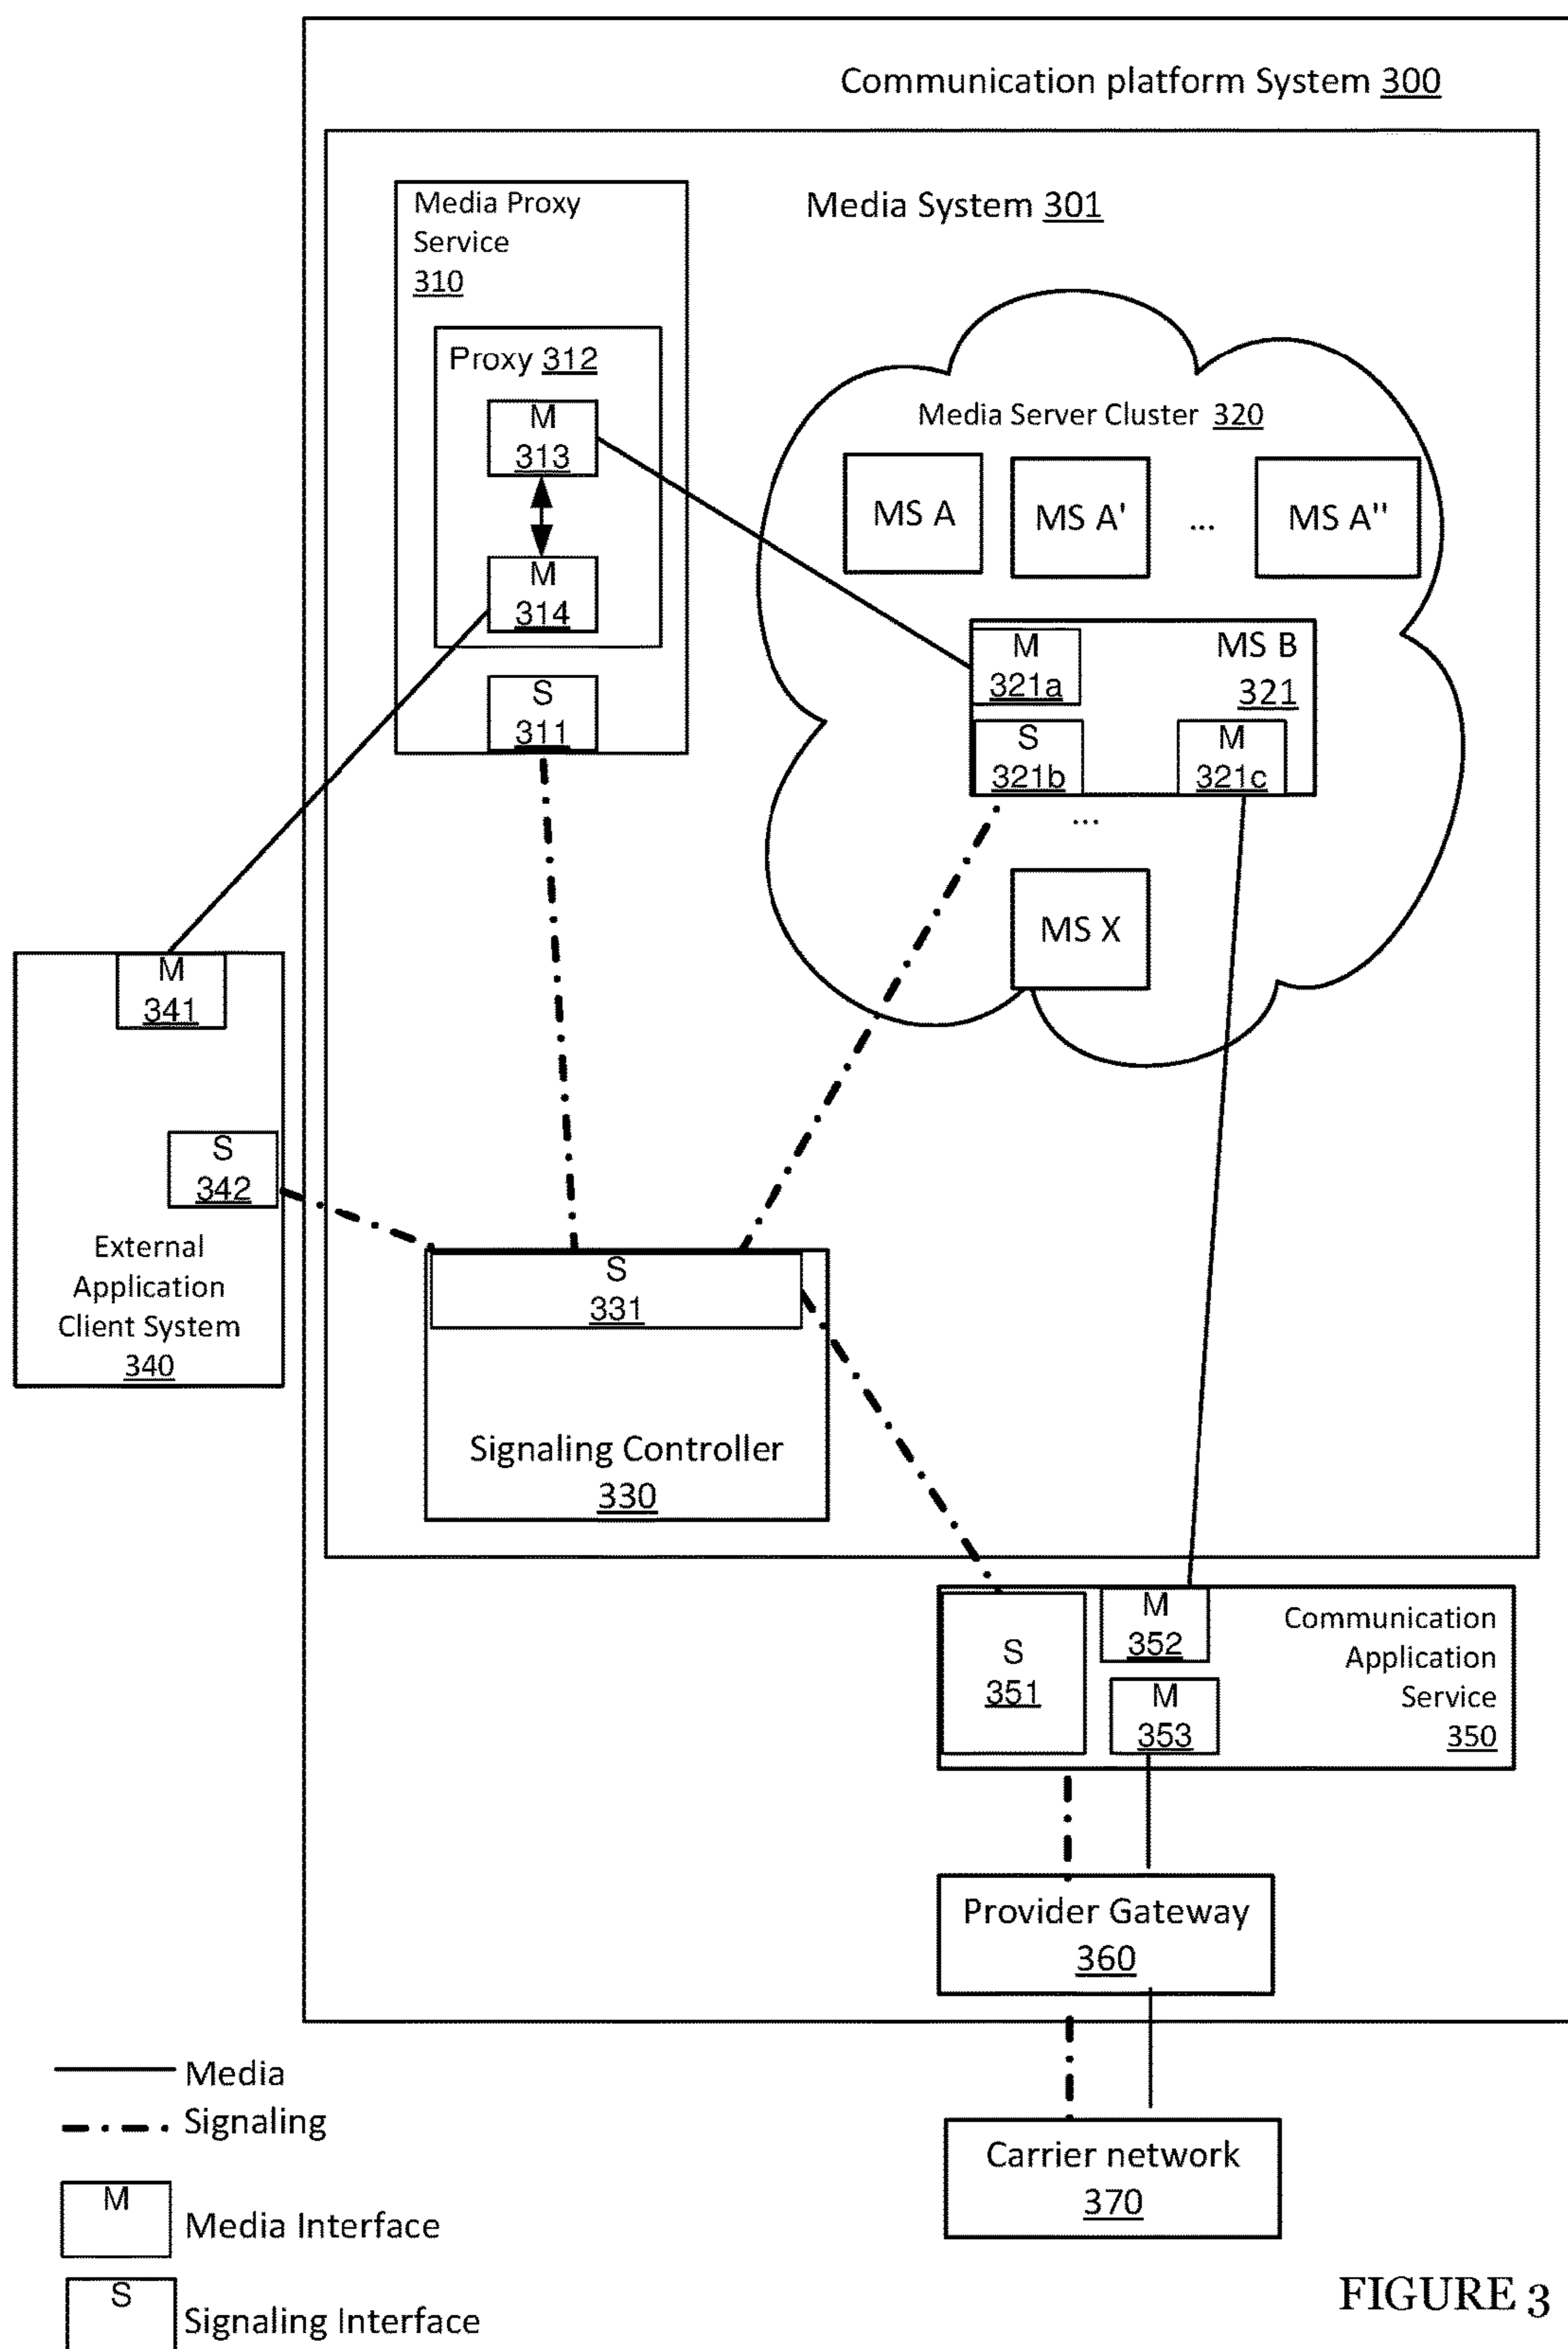 Communication platform System 300
Media System 301
Media Proxy
Service
310
Proxy 312
M
313
M
314
S
311
Media Server Cluster 320
MS A
MS A'
...
MS A"
M
321a
MS B
321
S
321b
M
321c
...
MS X
M
341
S
342
External
Application
Client System
340
S
331
Signaling Controller
330
S
351
M
352
M
353
Communication
Application
Service
350
Provider Gateway
360
Carrier network
370
Media
Signaling
M
Media Interface
S
Signaling Interface
FIGURE 3